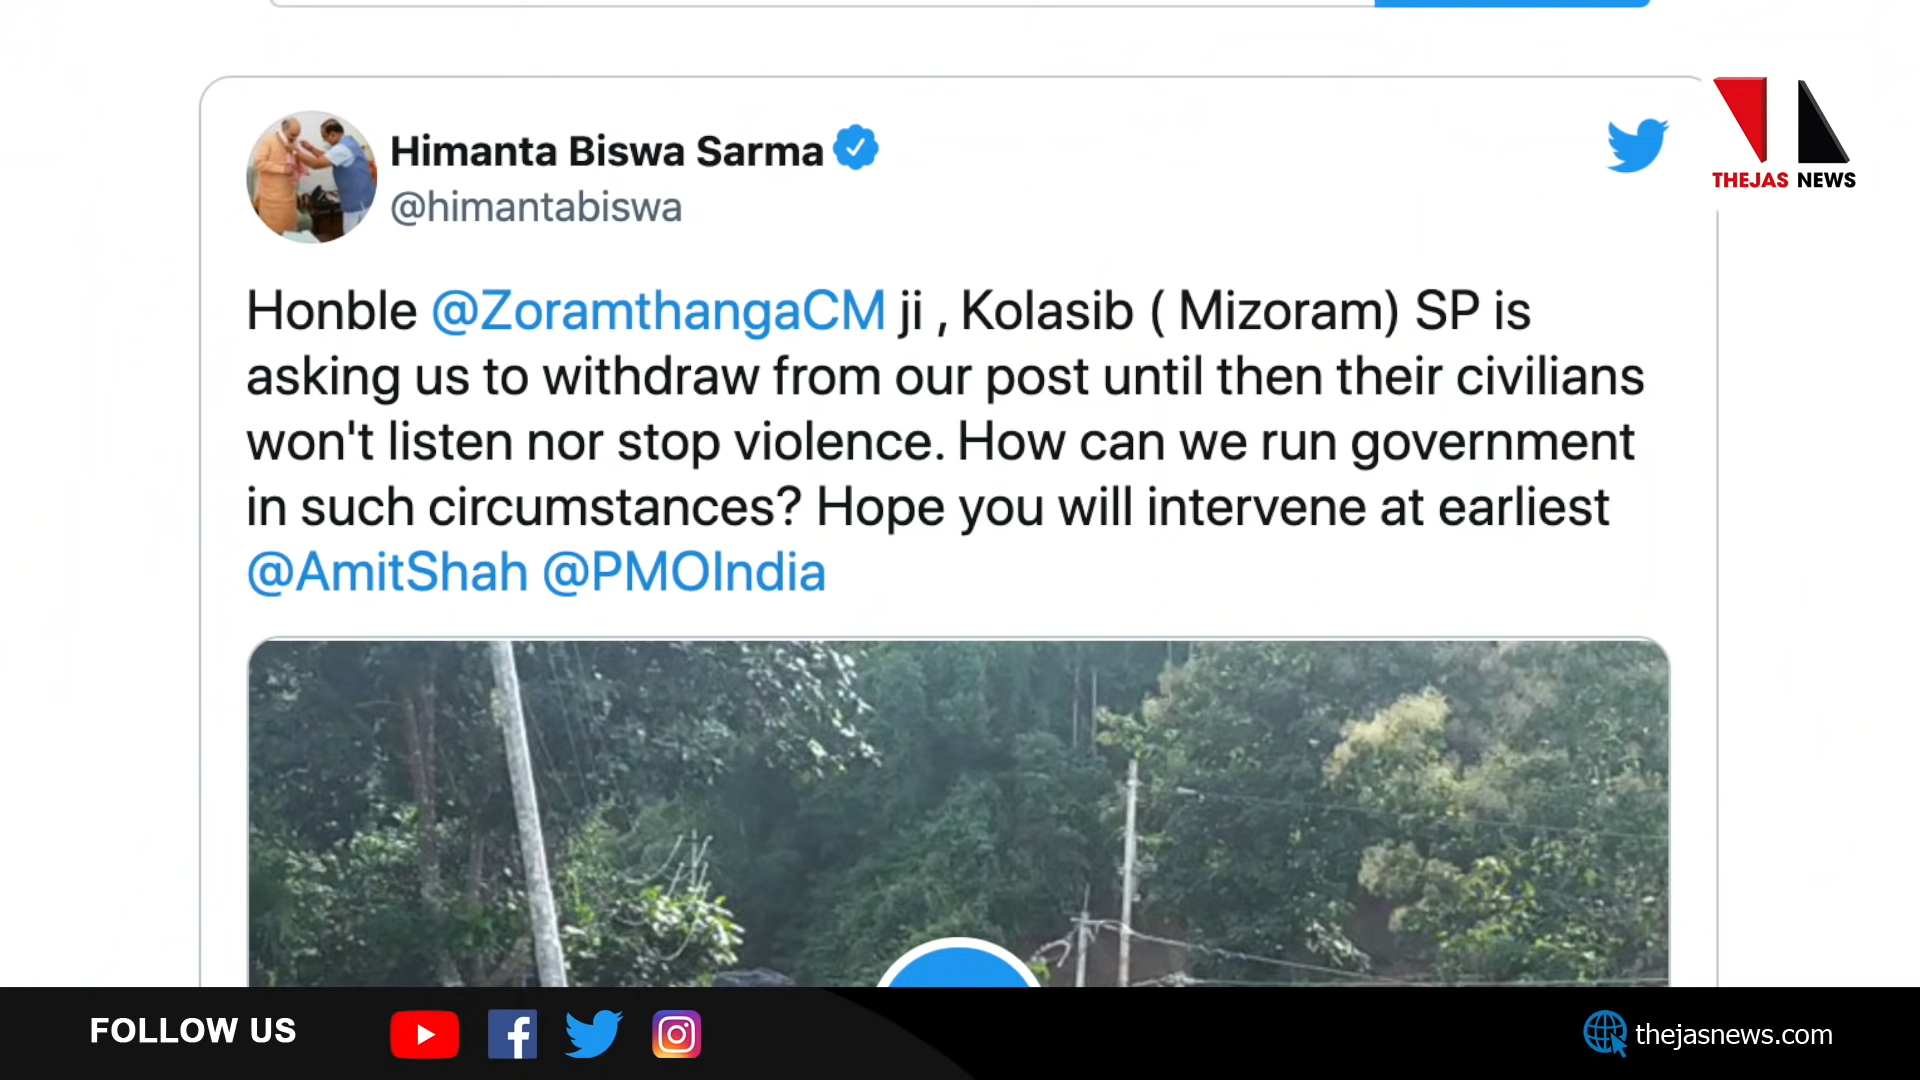 Himanta Biswa Sarma
@himantabiswa
THEJAS NEWS
Honble @ZoramthangaCM ji , Kolasib ( Mizoram) SP is
asking us to withdraw from our post until then their civilians
won't listen nor stop violence. How can we run government
in such circumstances? Hope you will intervene at earliest
@AmitShah @PMOIndia
FOLLOW US
thejasnews.com